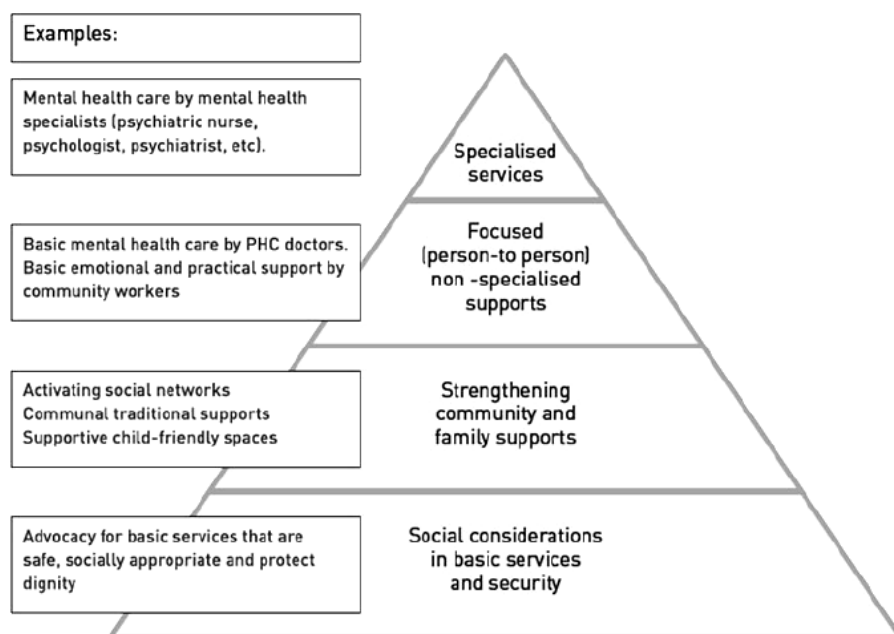 Examples:
Mental health care by mental health
specialists (psychiatric nurse,
psychologist, psychiatrist, etc).
Specialised
services
Basic mental health care by PHC doctors.
Basic emotional and practical support by
community workers
Focused
(person-to person)
non -specialised
supports
Activating social networks
Communal traditional supports
Supportive child-friendly spaces
Strengthening
community and
family supports
Advocacy for basic services that are
safe, socially appropriate and protect
dignity
Social considerations
in basic services
and security